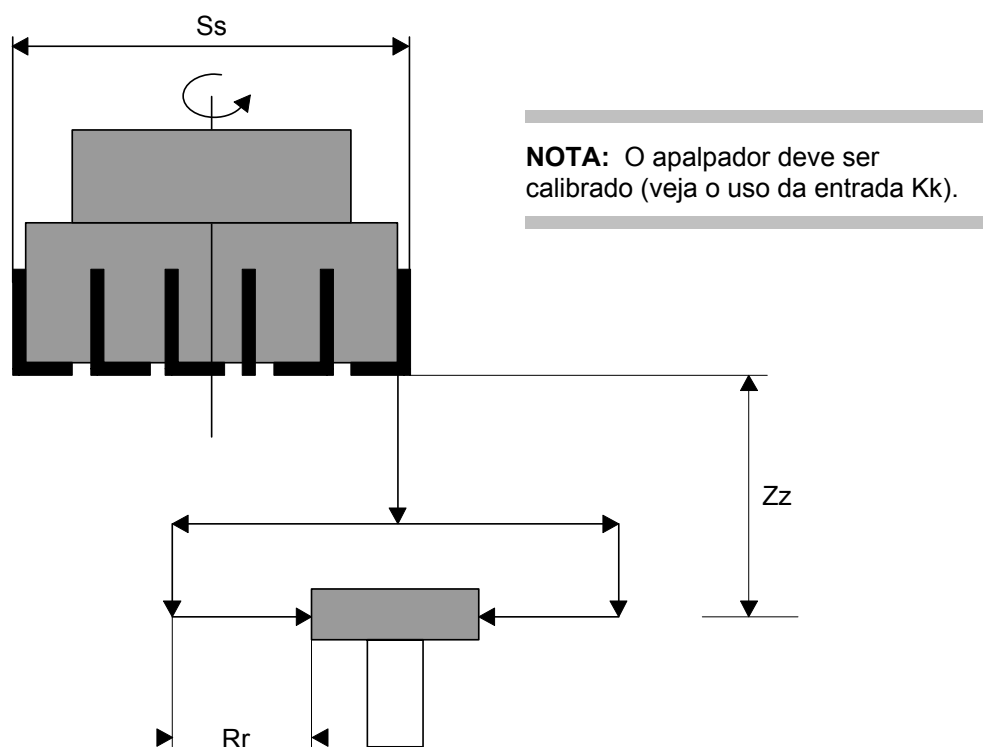 Ss
NOTA: O apalpador deve ser
calibrado (veja o uso da entrada Kk).
Zz
Rr